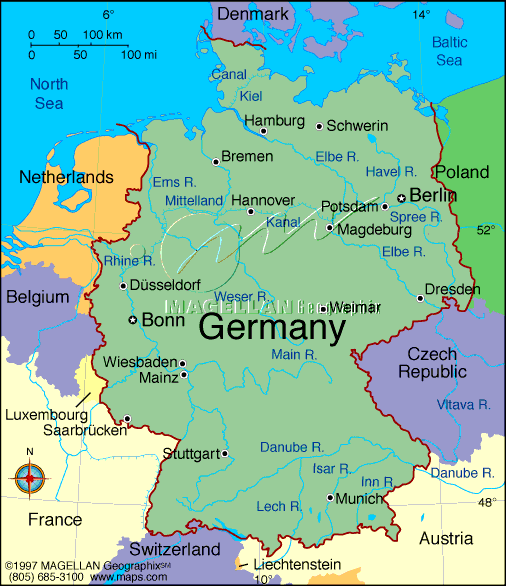 Denmark
6°
14°
0 50 100 km
0 50 100 mi
Baltic
Sea
North
Sea
Canal
Kiel
Hamburg
Schwerin
Bremen
Elbe R.
Havel R.
Poland
Netherlands
Ems R.
Mittelland
Hannover
Potsdam
Berlin
Spree R.
Kanal
Magdeburg
52°
Elbe R.
Rhine R.
Belgium
Düsseldorf
Weser R.
Dresden
MAGELLAN Geographix
Weimar
Bonn
Germany
Main R.
Czech
Republic
Wiesbaden
Mainz
Vltava R.
Luxembourg
Saarbrücken
Stuttgart
Danube R.
Isar R.
Inn R.
Danube R.
N
Lech R.
Munich
48°
France
Austria
Switzerland
Liechtenstein
10°
©1997 MAGELLAN Geographix℠
(805) 685-3100 www.maps.com